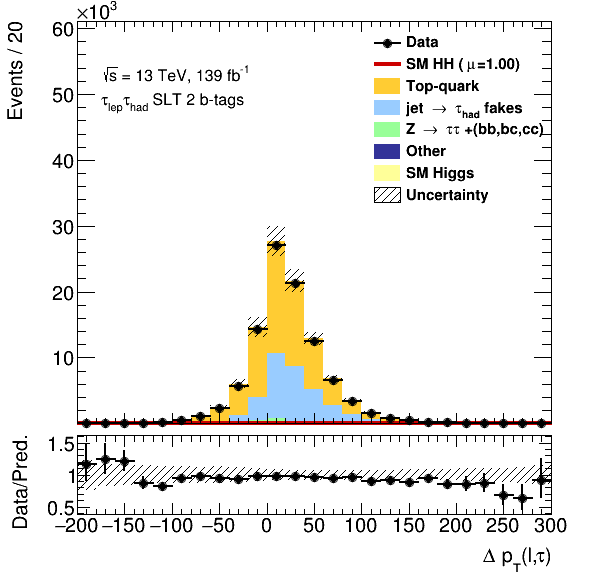 ×10³
60
50
40
30
20
10
Events / 20
√s = 13 TeV, 139 fb⁻¹
τlepτhad SLT 2 b-tags
Data
SM HH ( μ=1.00)
Top-quark
jet → τhad fakes
Z → ττ +(bb,bc,cc)
Other
SM Higgs
Uncertainty
Data/Pred.
1.5
1
0.5
−200 −150 −100 −50 0 50 100 150 200 250 300
Δ pT(l,τ)